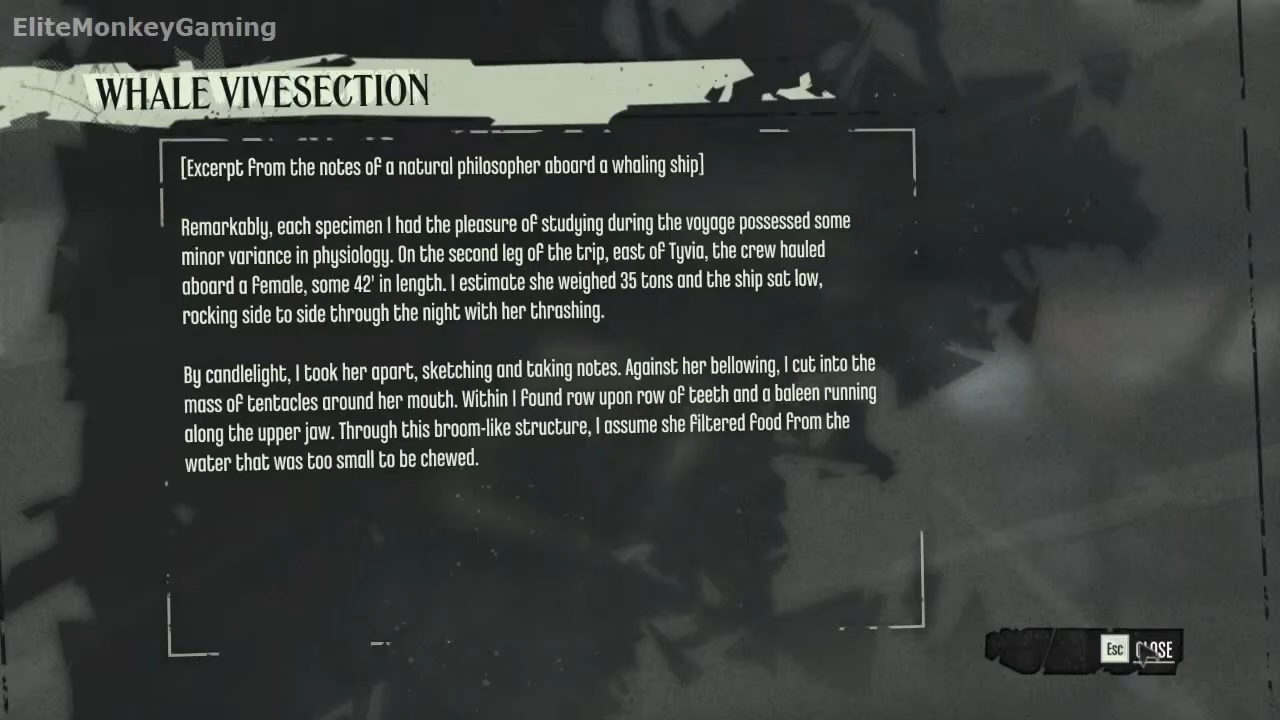 EliteMonkeyGaming
WHALE VIVESECTION
[Excerpt from the notes of a natural philosopher aboard a whaling ship]
Remarkably, each specimen I had the pleasure of studying during the voyage possessed some
minor variance in physiology. On the second leg of the trip, east of Tyvia, the crew hauled
aboard a female, some 42' in length. I estimate she weighed 35 tons and the ship sat low,
rocking side to side through the night with her thrashing.
By candlelight, I took her apart, sketching and taking notes. Against her bellowing, I cut into the
mass of tentacles around her mouth. Within I found row upon row of teeth and a baleen running
along the upper jaw. Through this broom-like structure, I assume she filtered food from the
water that was too small to be chewed.
Esc CLOSE